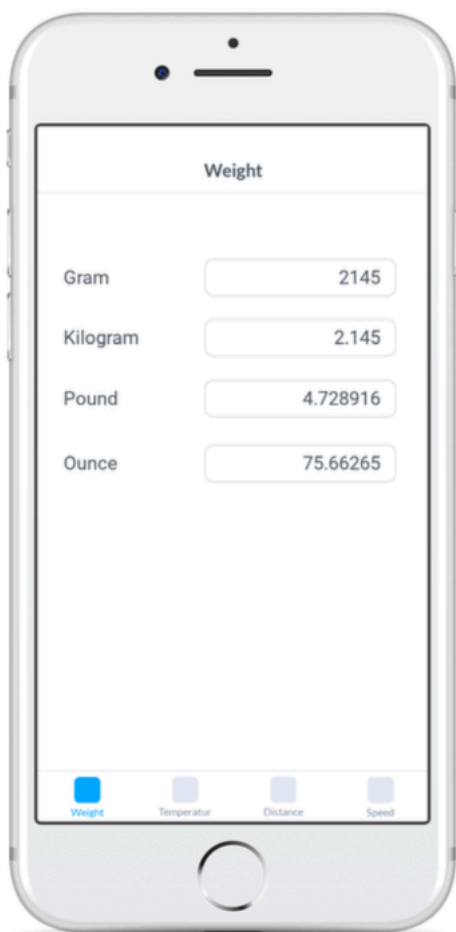 Weight
Gram 2145
Kilogram 2.145
Pound 4.728916
Ounce 75.66265
Weight Temperatur Distance Speed